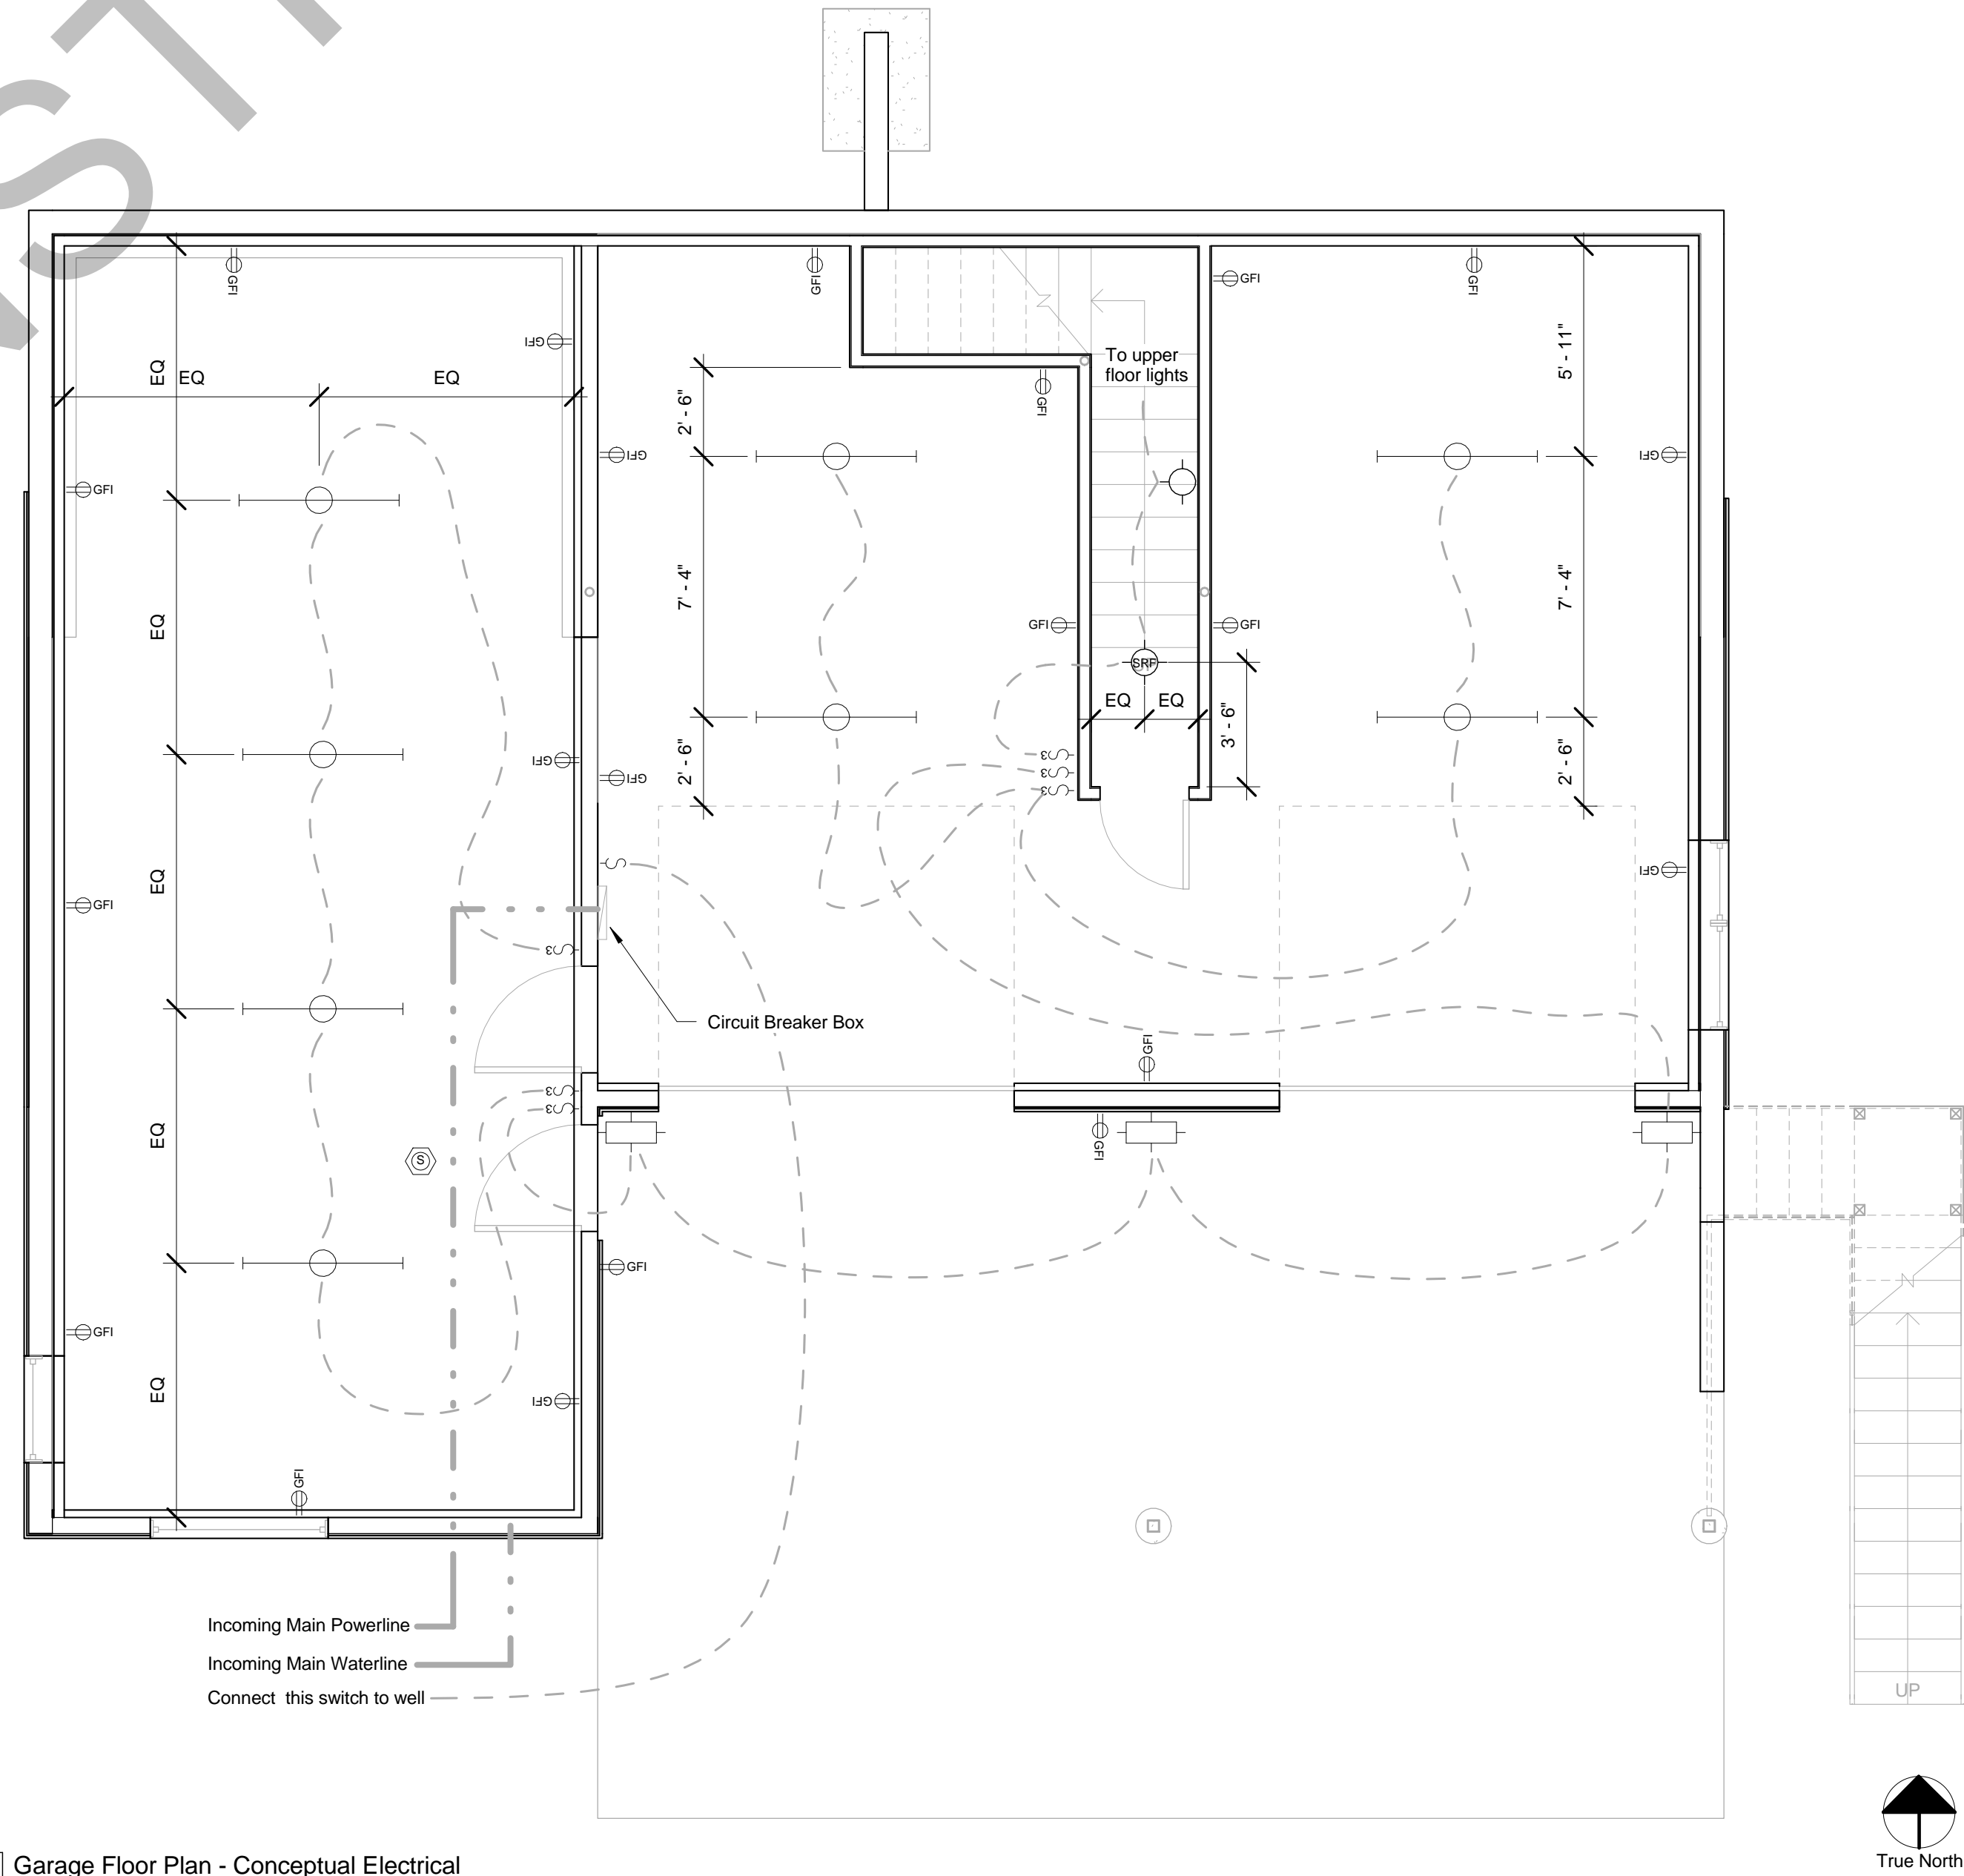 GFI
GFI
GFI
GFI
GFI
To upper
floor lights
5' - 11"
EQ
EQ
EQ
2' - 6"
GFI
GFI
GFI
GFI
EQ
7' - 4"
7' - 4"
GFI
GFI
SRF
EQ
EQ
3' - 6"
2' - 6"
2' - 6"
GFI
GFI
S3
S3
S3
S
GFI
EQ
GFI
S3
Circuit Breaker Box
GFI
S3
S3
EQ
S
GFI
GFI
GFI
EQ
GFI
GFI
Incoming Main Powerline
Incoming Main Waterline
Connect this switch to well
UP
True North
Garage Floor Plan - Conceptual Electrical